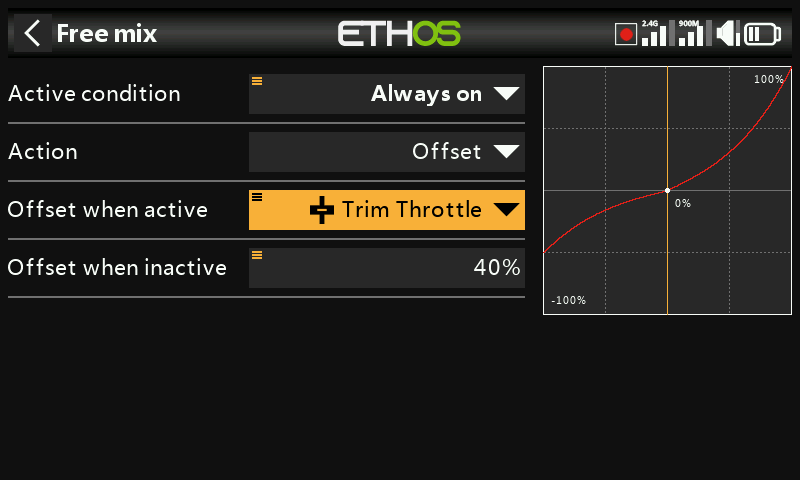 Free mix
ETHOS
2.4G
900M
Active condition
Always on
Action
Offset
Offset when active
Trim Throttle
Offset when inactive
40%
100%
0%
-100%